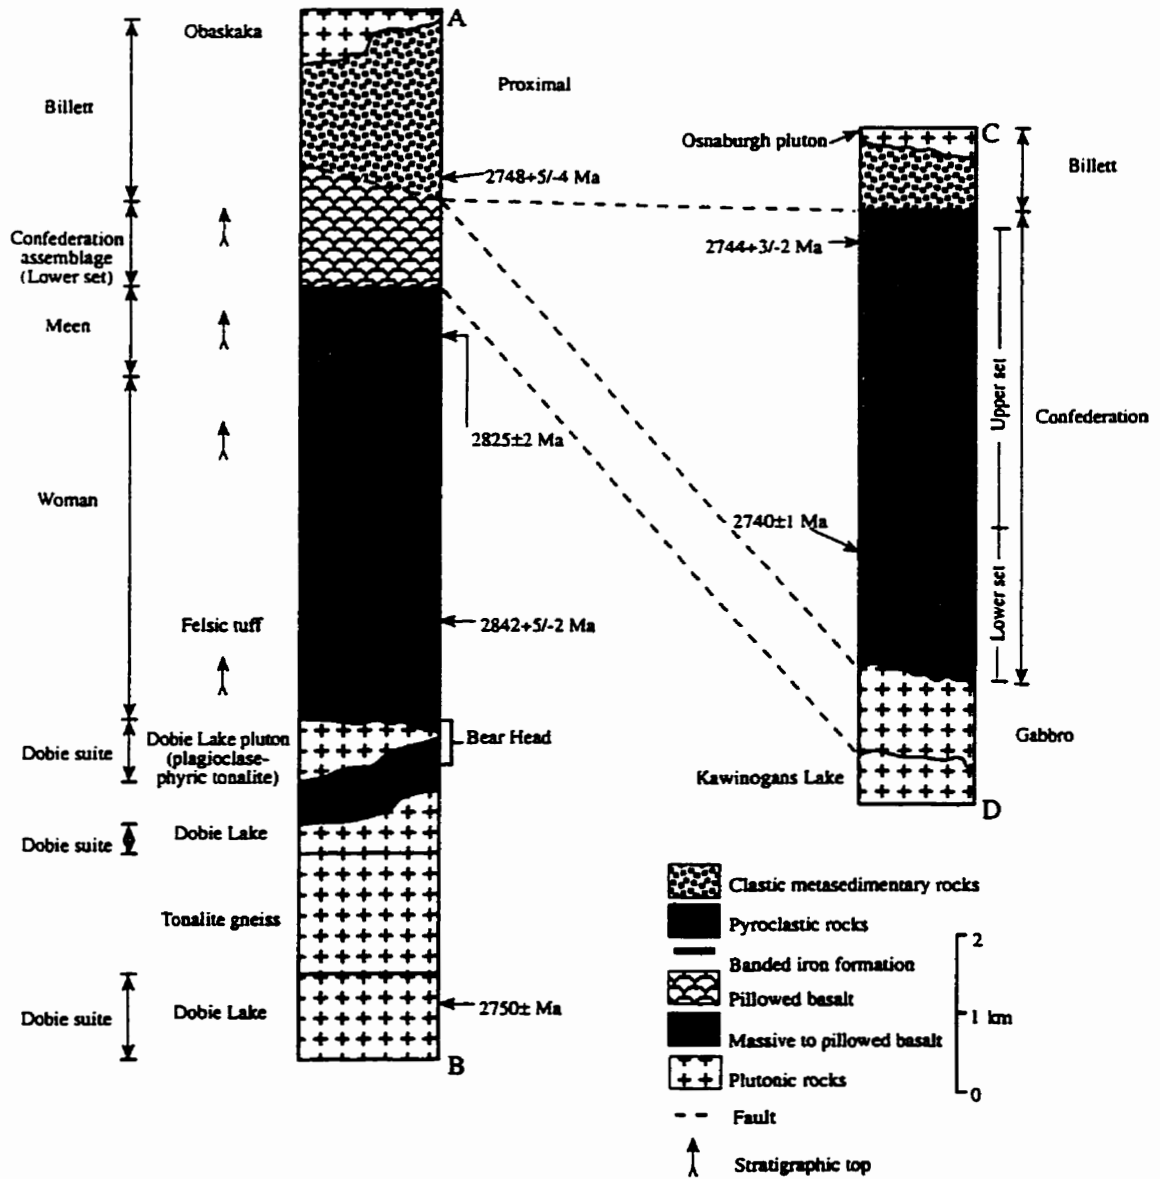 A
Obaskaka
Billett
Proximal
2748+5/-4 Ma
Confederation
assemblage
(Lower set)
Meen
2825±2 Ma
Woman
Felsic tuff
2842+5/-2 Ma
Dobie suite
Dobie Lake pluton
(plagioclase-
phyric tonalite)
Bear Head
Dobie suite
Dobie Lake
Tonalite gneiss
Dobie suite
Dobie Lake
2750± Ma
B
C
Osnaburgh pluton
Billett
2744+3/-2 Ma
Upper set
Confederation
2740±1 Ma
Lower set
Gabbro
Kawinogans Lake
D
Clastic metasedimentary rocks
Pyroclastic rocks
Banded iron formation
Pillowed basalt
Massive to pillowed basalt
Plutonic rocks
Fault
Stratigraphic top
2
1 km
0